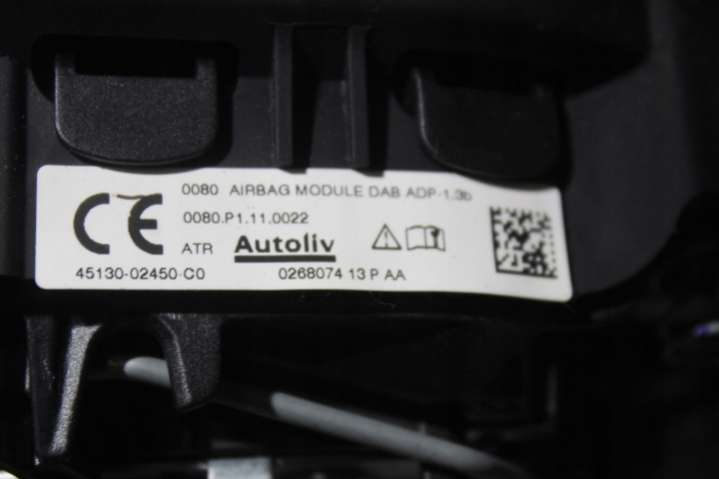 0080 AIRBAG MODULE DAB ADP-1.3b
CE 0080.P1.11.0022
ATR Autoliv
45130-02450-C0 0268074 13 P AA